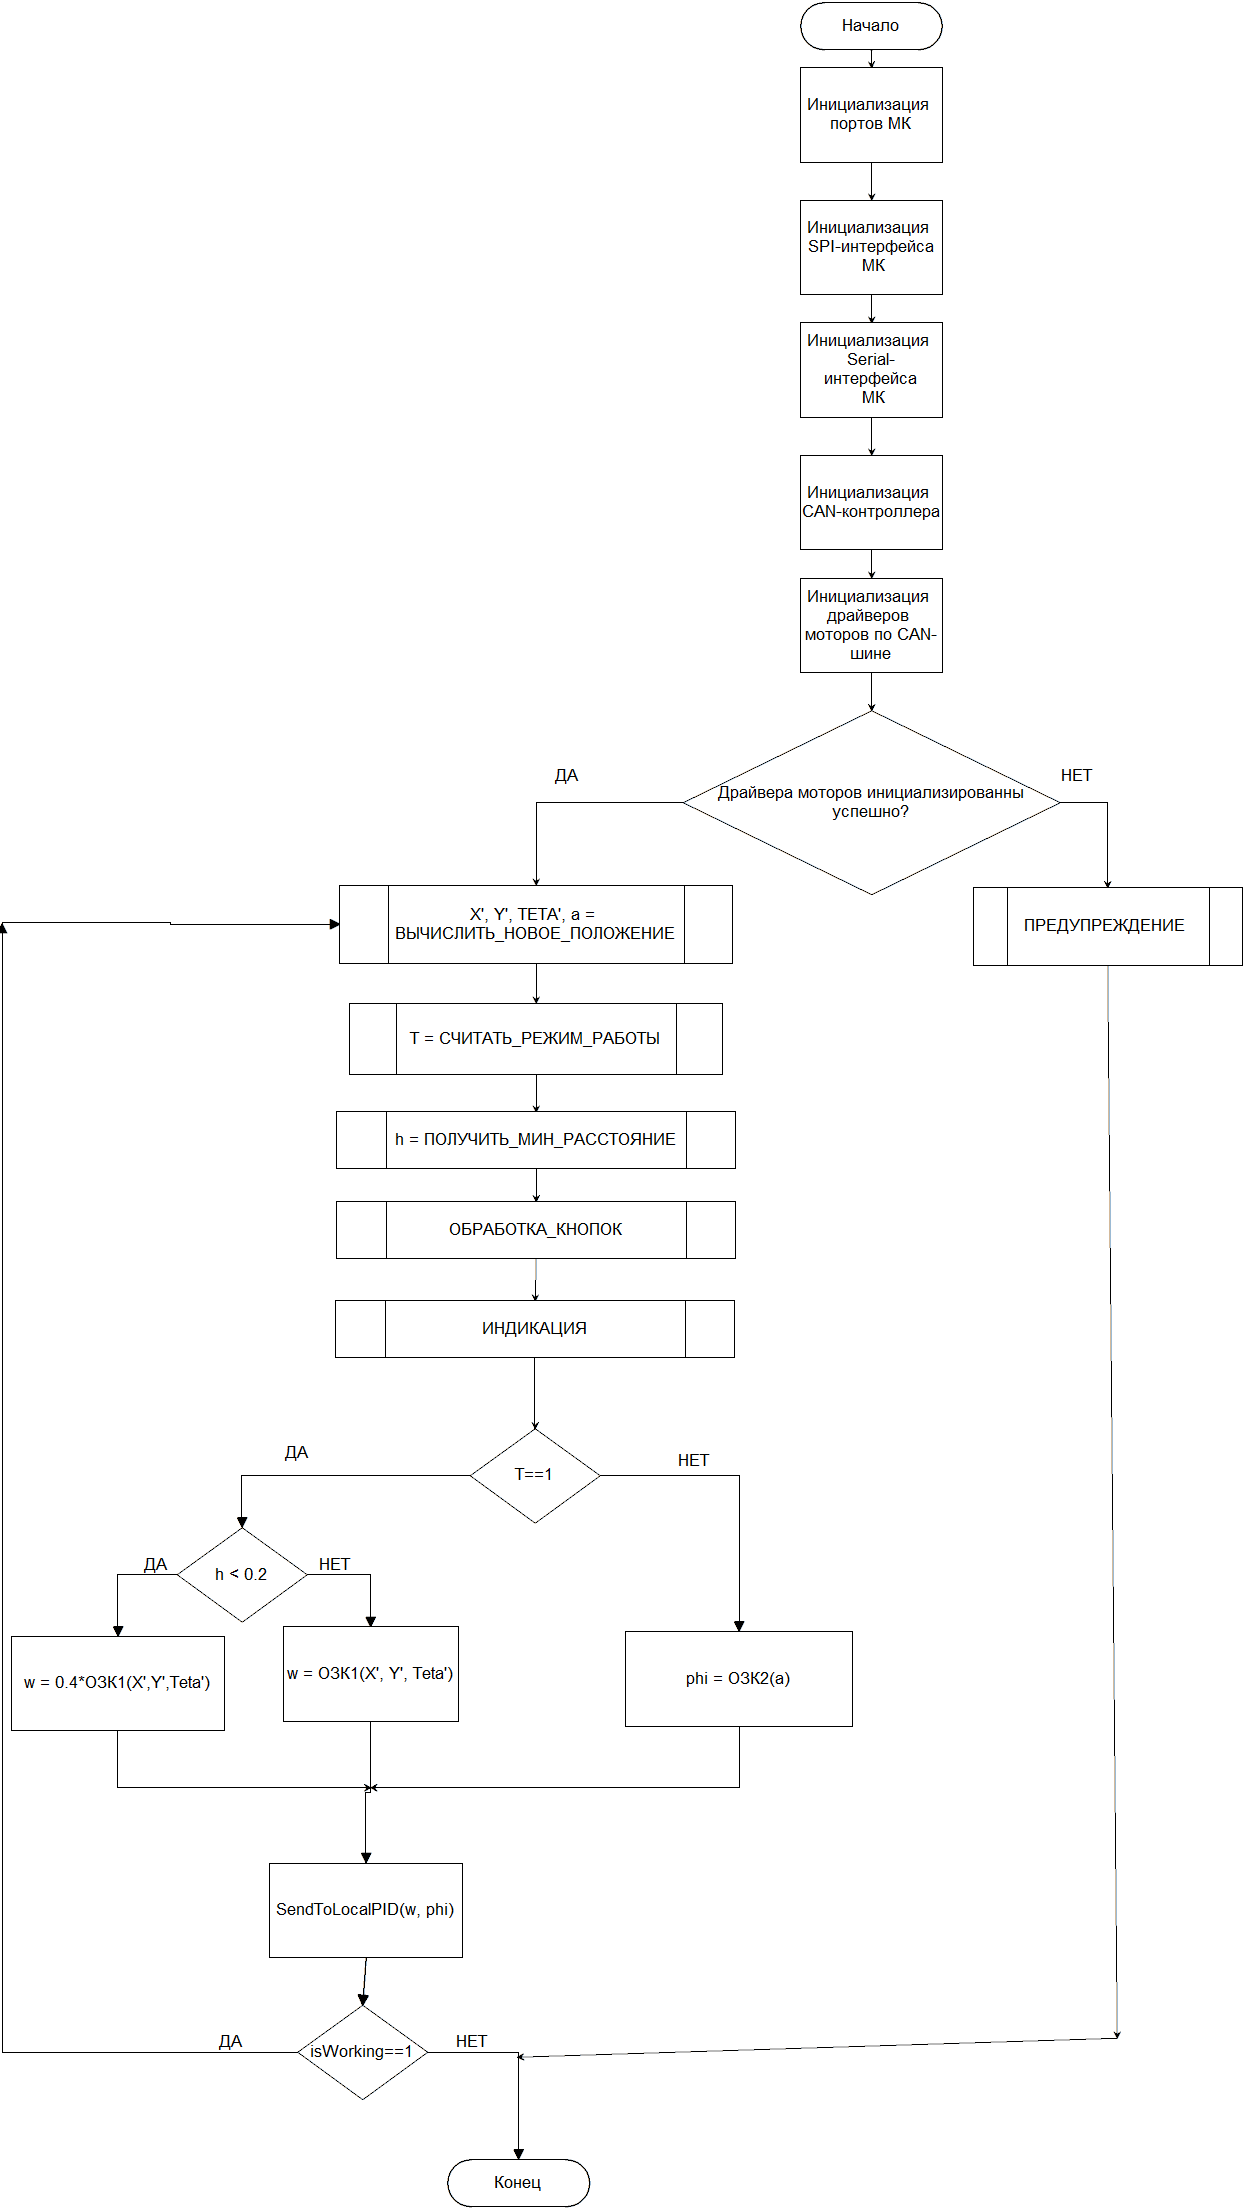 Начало
Инициализация
портов МК
Инициализация
SPI-интерфейса
МК
Инициализация
Serial-
интерфейса
МК
Инициализация
CAN-контроллера
Инициализация
драйверов
моторов по CAN-
шине
ДА
НЕТ
Драйвера моторов инициализированны
успешно?
X', Y', TETA', a =
ВЫЧИСЛИТЬ_НОВОЕ_ПОЛОЖЕНИЕ
ПРЕДУПРЕЖДЕНИЕ
T = СЧИТАТЬ_РЕЖИМ_РАБОТЫ
h = ПОЛУЧИТЬ_МИН_РАССТОЯНИЕ
ОБРАБОТКА_КНОПОК
ИНДИКАЦИЯ
ДА
НЕТ
T==1
ДА
НЕТ
h < 0.2
w = 0.4*ОЗК1(X',Y',Teta')
w = ОЗК1(X', Y', Teta')
phi = ОЗК2(a)
SendToLocalPID(w, phi)
ДА
НЕТ
isWorking==1
Конец